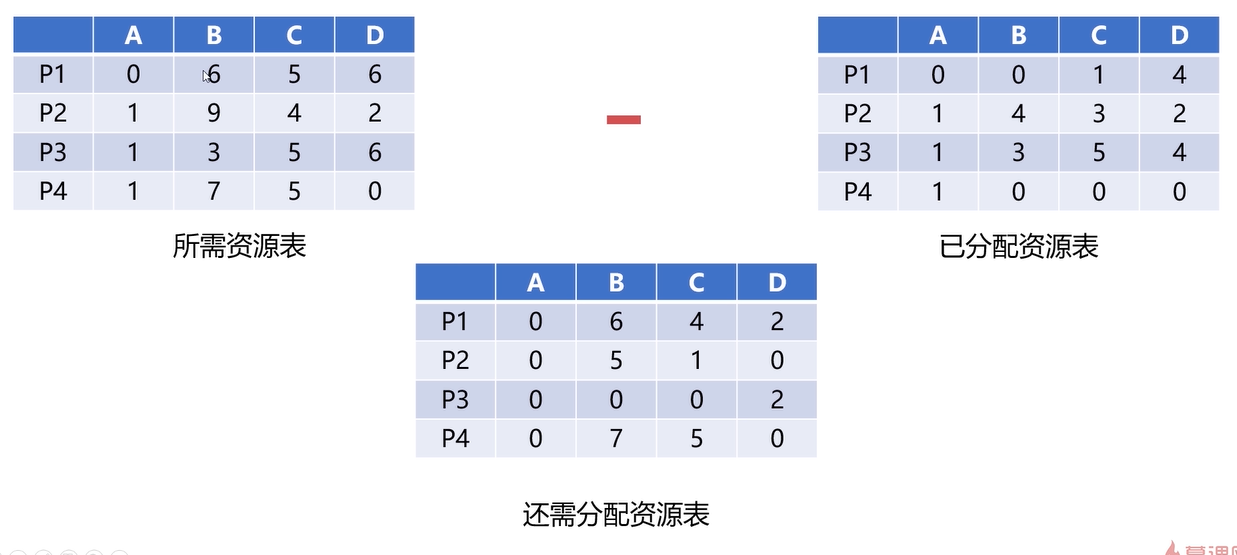 A B C D
P1 0 6 5 6
P2 1 9 4 2
P3 1 3 5 6
P4 1 7 5 0
所需资源表
A B C D
P1 0 0 1 4
P2 1 4 3 2
P3 1 3 5 4
P4 1 0 0 0
已分配资源表
A B C D
P1 0 6 4 2
P2 0 5 1 0
P3 0 0 0 2
P4 0 7 5 0
还需分配资源表